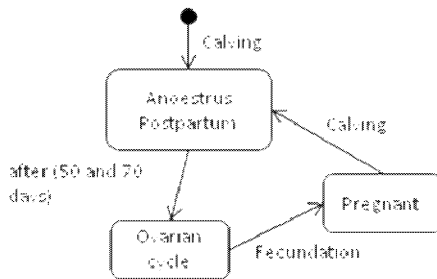 Calving
Anoestrus
Postpartum
Calving
after (50 and 70
days)
Pregnant
Ovarian
cycle
Fecundation